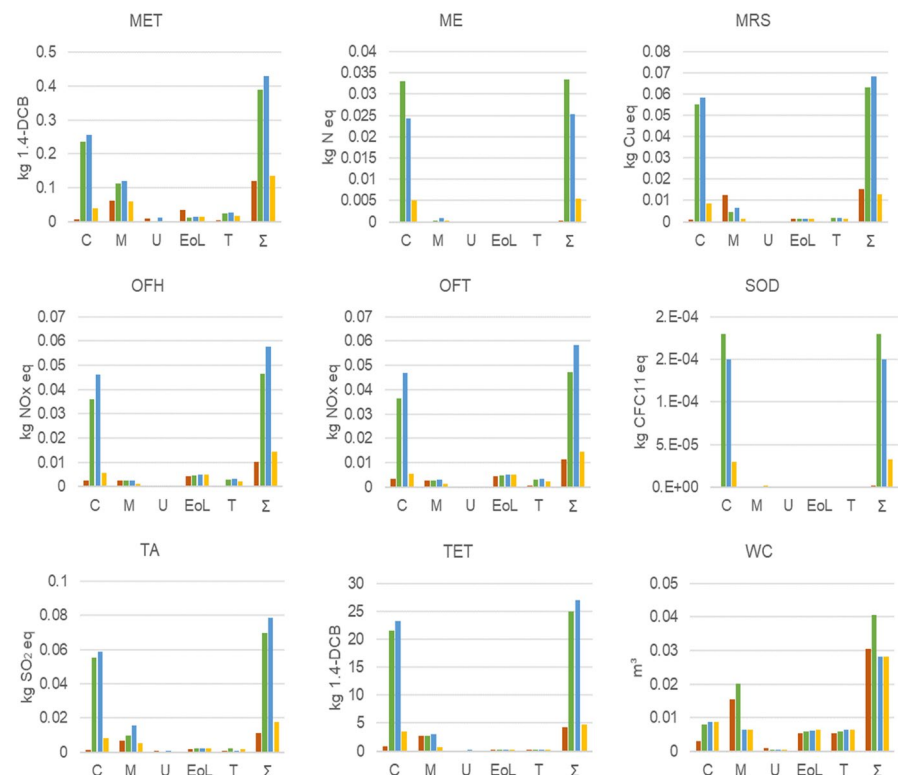 MET
0.5
0.4
0.3
0.2
0.1
0
kg 1.4-DCB
C M U EoL T Σ
ME
0.04
0.035
0.03
0.025
0.02
0.015
0.01
0.005
0
kg N eq
C M U EoL T Σ
MRS
0.08
0.07
0.06
0.05
0.04
0.03
0.02
0.01
0
kg Cu eq
C M U EoL T Σ
OFH
0.07
0.06
0.05
0.04
0.03
0.02
0.01
0
kg NOx eq
C M U EoL T Σ
OFT
0.07
0.06
0.05
0.04
0.03
0.02
0.01
0
kg NOx eq
C M U EoL T Σ
SOD
2.E-04
2.E-04
1.E-04
5.E-05
0.E+00
kg CFC11 eq
C M U EoL T Σ
TA
0.1
0.08
0.06
0.04
0.02
0
kg SO₂ eq
C M U EoL T Σ
TET
30
25
20
15
10
5
0
kg 1.4-DCB
C M U EoL T Σ
WC
0.05
0.04
0.03
0.02
0.01
0
m³
C M U EoL T Σ